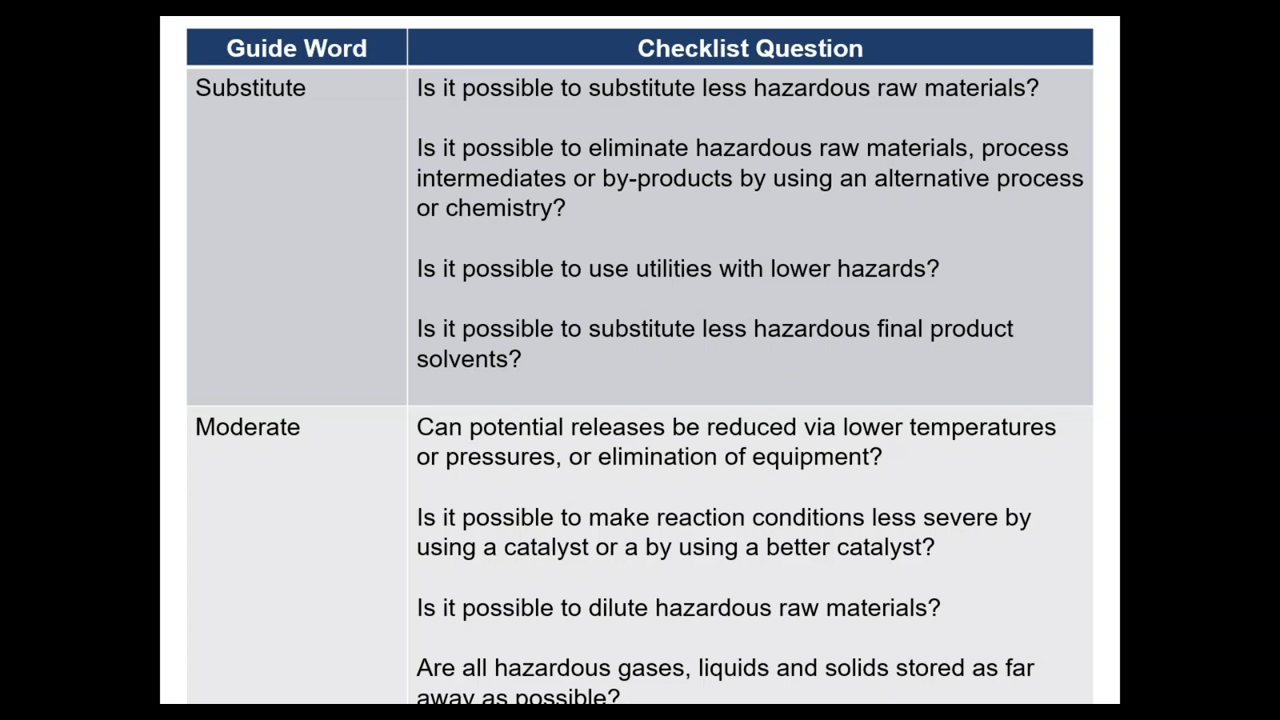 Guide Word
Checklist Question
Substitute
Is it possible to substitute less hazardous raw materials?
Is it possible to eliminate hazardous raw materials, process
intermediates or by-products by using an alternative process
or chemistry?
Is it possible to use utilities with lower hazards?
Is it possible to substitute less hazardous final product
solvents?
Moderate
Can potential releases be reduced via lower temperatures
or pressures, or elimination of equipment?
Is it possible to make reaction conditions less severe by
using a catalyst or a by using a better catalyst?
Is it possible to dilute hazardous raw materials?
Are all hazardous gases, liquids and solids stored as far
away as possible?